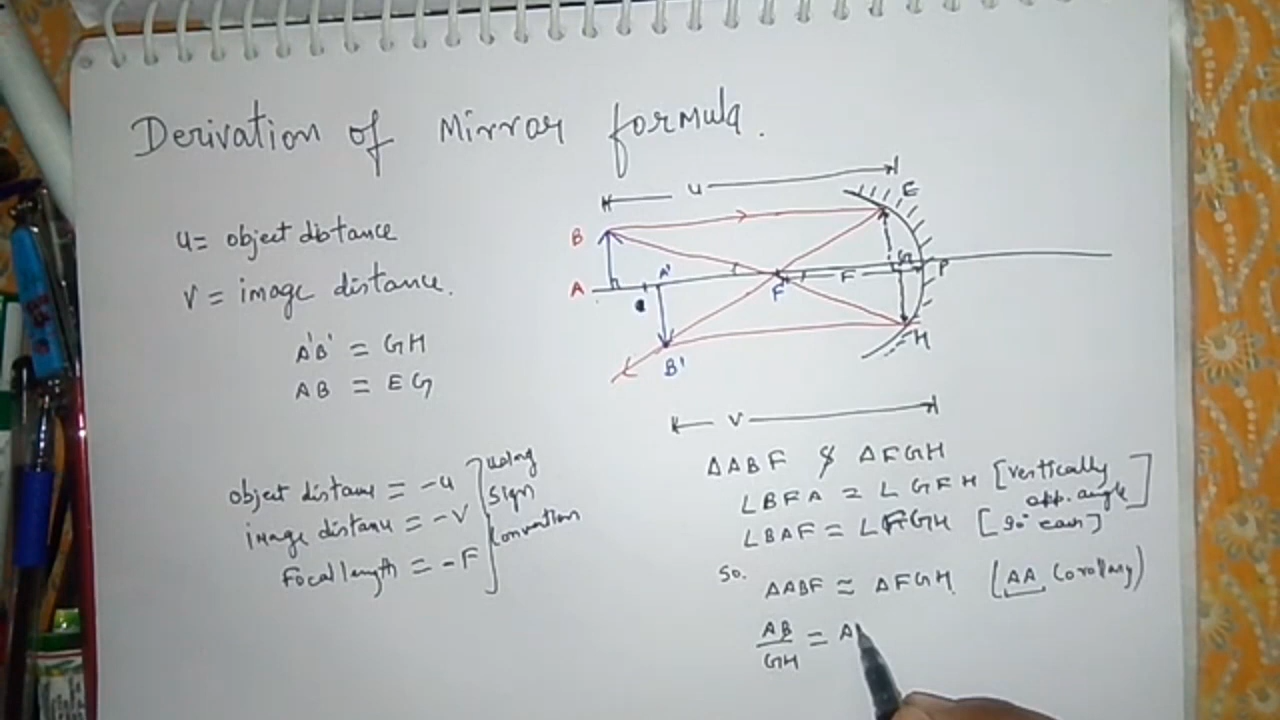 Derivation of Mirror formula.
u
E
B
A
A'
C
F
F
G
P
H
B'
v
u = object distance
v = image distance.
A'B' = GH
AB = EG
object distance = -u
image distance = -v
Focal length = -F
using
sign
convation
ΔABF & ΔFGH
∠BFA = ∠GFH [vertically
opp. angle]
∠BAF = ∠FGH [90° each]
So.
ΔABF ≈ ΔFGH. (AA Corollary)
AB/GH = A